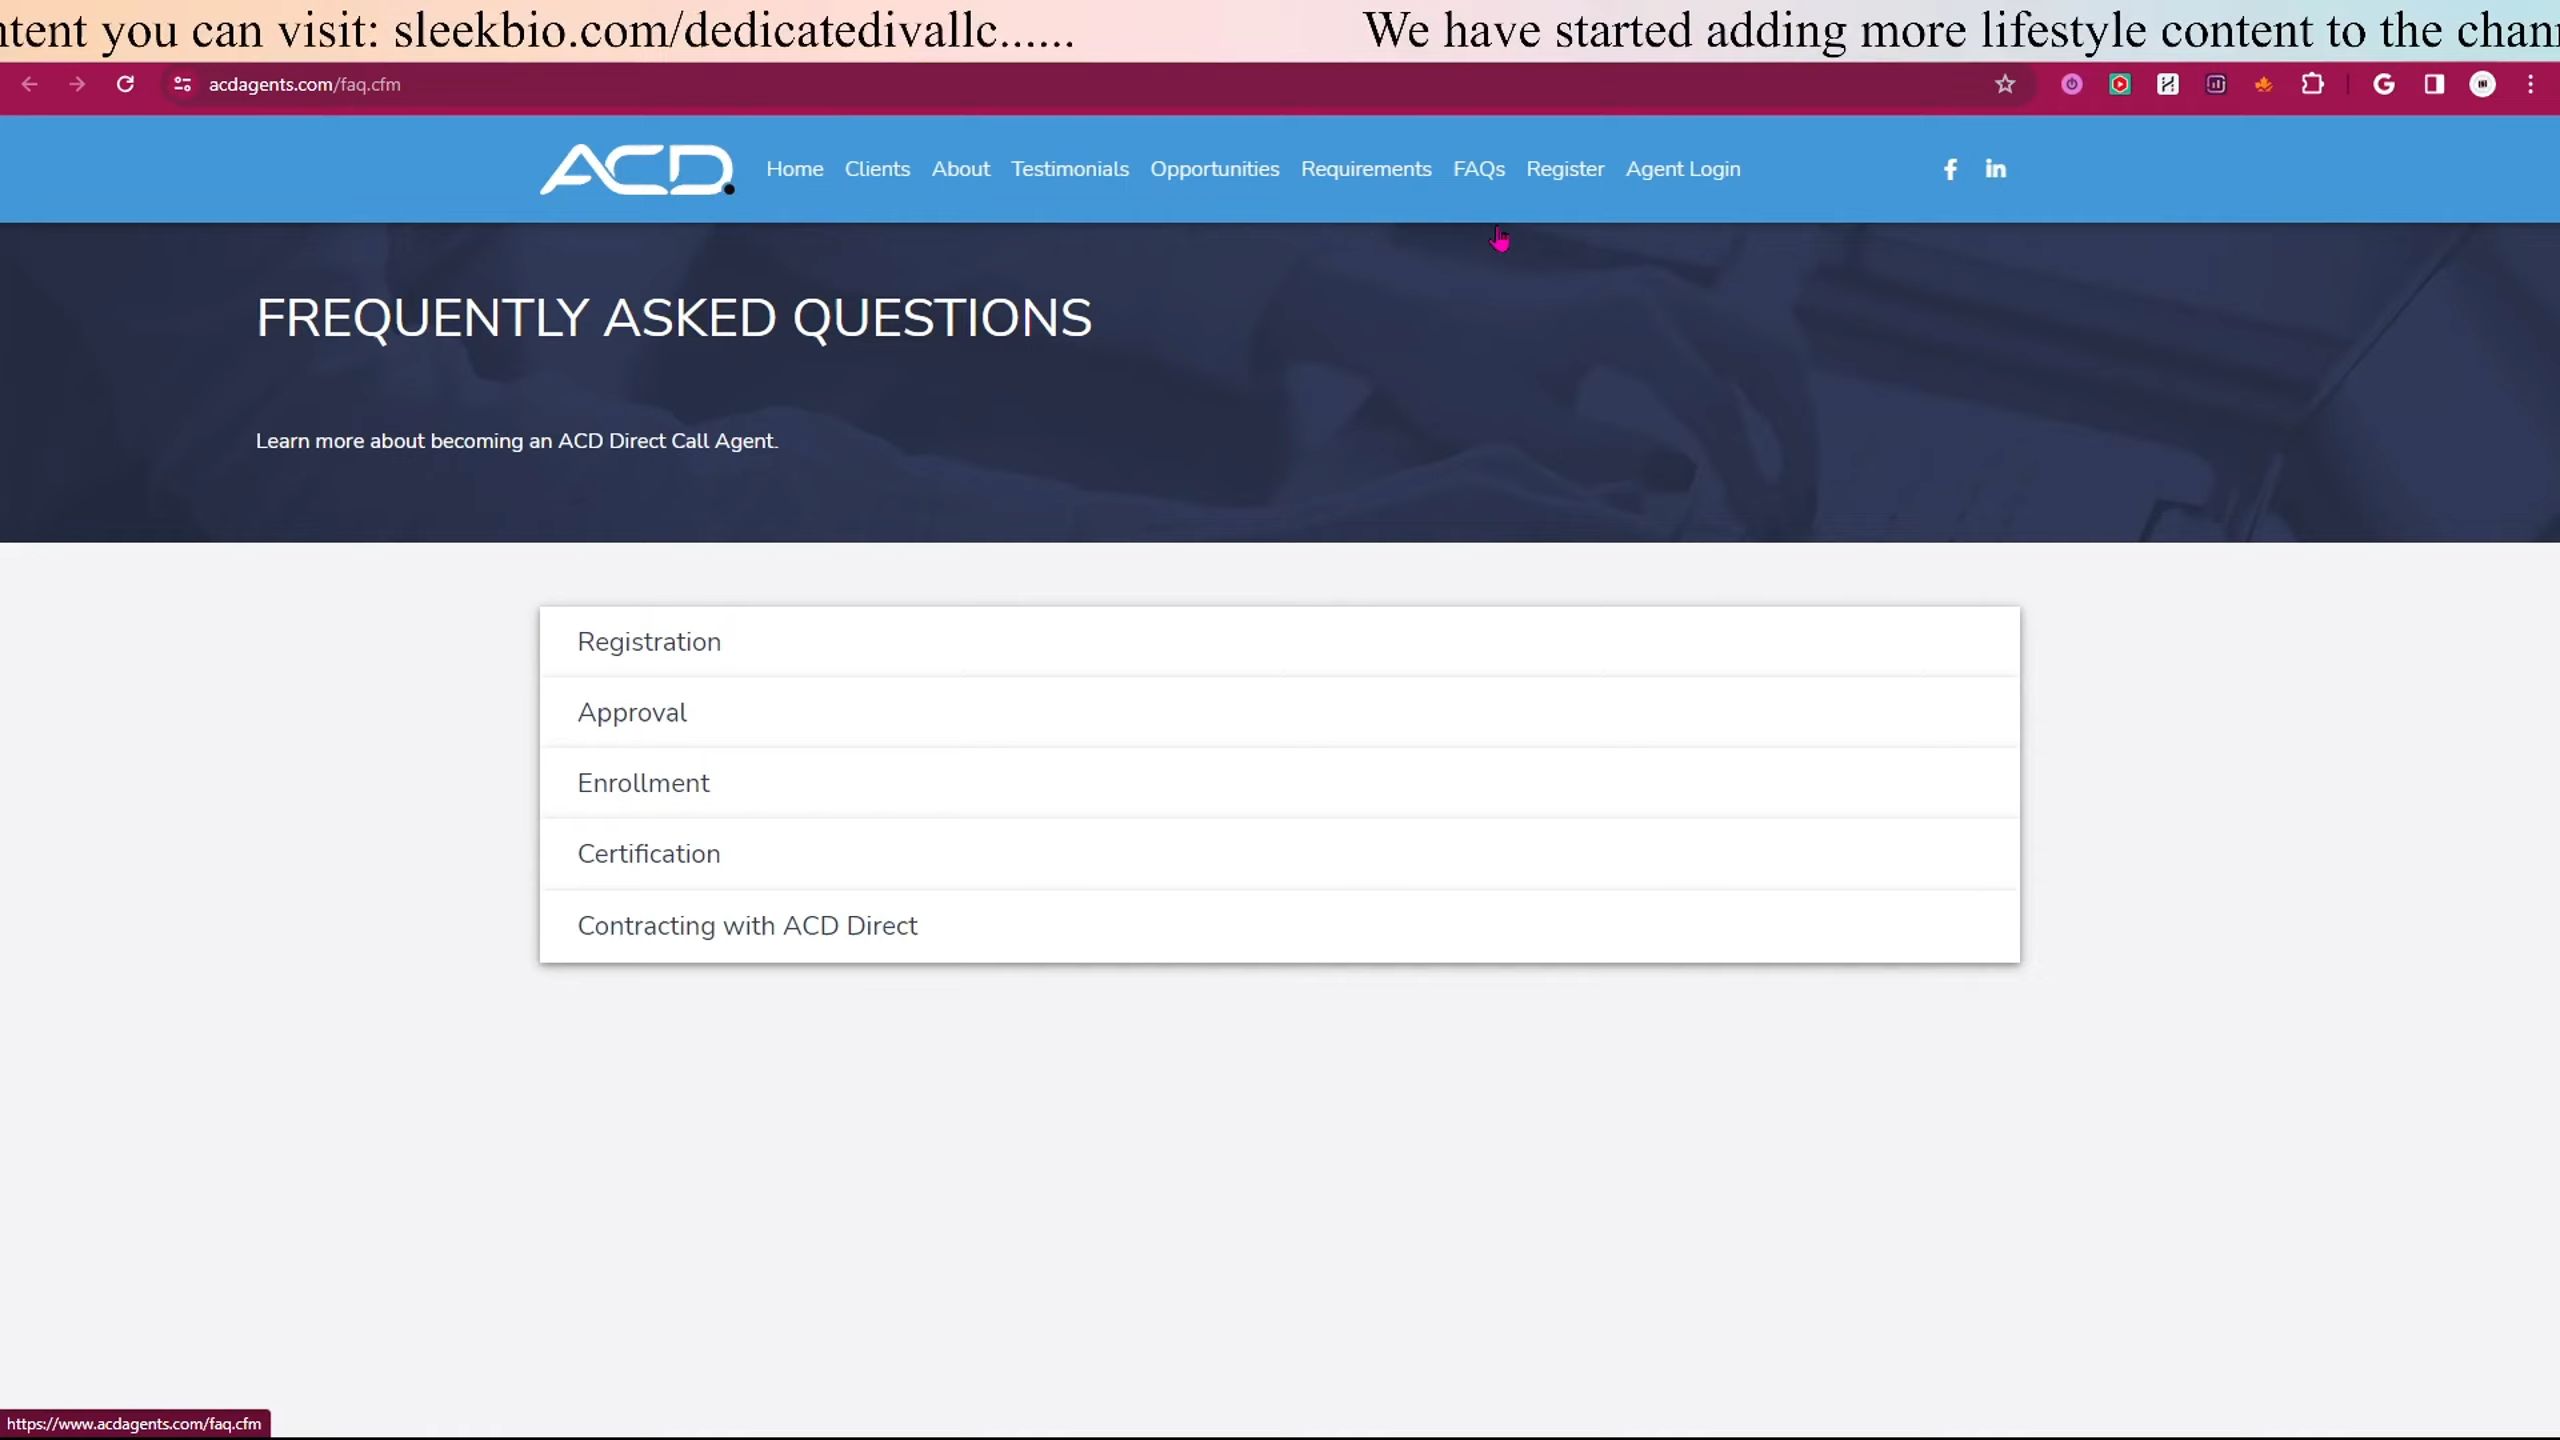 ntent you can visit: sleekbio.com/dedicatedivallc...... We have started adding more lifestyle content to the chann
acdagents.com/faq.cfm
ACD. Home Clients About Testimonials Opportunities Requirements FAQs Register Agent Login
FREQUENTLY ASKED QUESTIONS
Learn more about becoming an ACD Direct Call Agent.
Registration
Approval
Enrollment
Certification
Contracting with ACD Direct
https://www.acdagents.com/faq.cfm